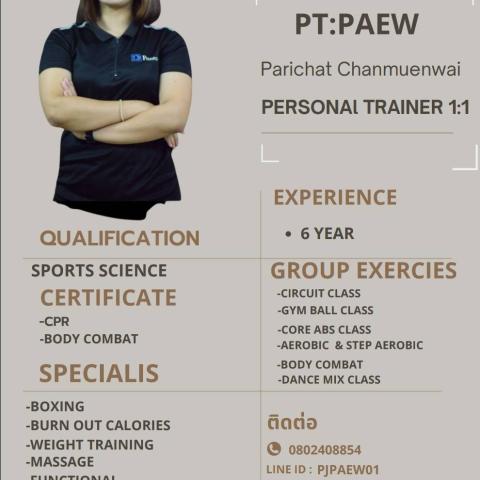 PT:PAEW
Parichat Chanmuenwai
PERSONAL TRAINER 1:1
QUALIFICATION
SPORTS SCIENCE
CERTIFICATE
-CPR
-BODY COMBAT
SPECIALIS
-BOXING
-BURN OUT CALORIES
-WEIGHT TRAINING
-MASSAGE
-FUNCTIONAL
EXPERIENCE
• 6 YEAR
GROUP EXERCIES
-CIRCUIT CLASS
-GYM BALL CLASS
-CORE ABS CLASS
-AEROBIC & STEP AEROBIC
-BODY COMBAT
-DANCE MIX CLASS
ติดต่อ
0802408854
LINE ID : PJPAEW01